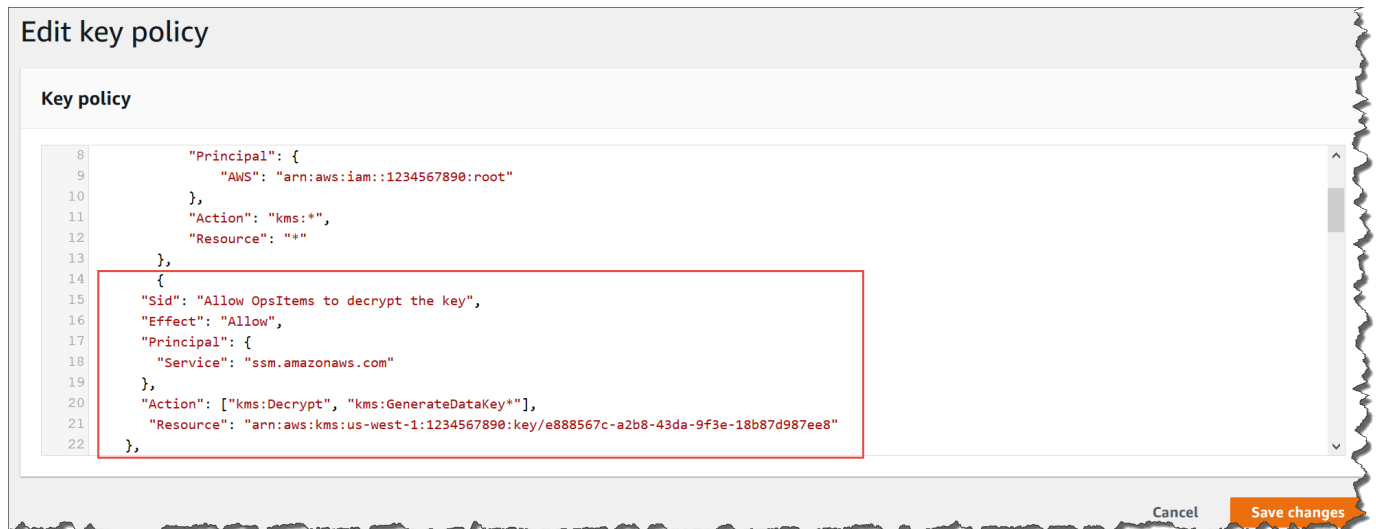 Edit key policy
Key policy
8 "Principal": {
9 "AWS": "arn:aws:iam::1234567890:root"
10 },
11 "Action": "kms:*",
12 "Resource": "*"
13 },
14 {
15 "Sid": "Allow OpsItems to decrypt the key",
16 "Effect": "Allow",
17 "Principal": {
18 "Service": "ssm.amazonaws.com"
19 },
20 "Action": ["kms:Decrypt", "kms:GenerateDataKey*"],
21 "Resource": "arn:aws:kms:us-west-1:1234567890:key/e888567c-a2b8-43da-9f3e-18b87d987ee8"
22 },
Cancel Save changes